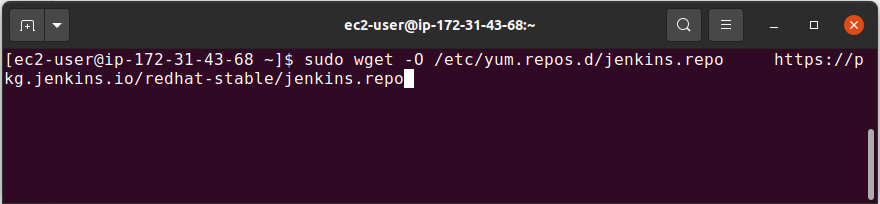 ec2-user@ip-172-31-43-68:~
[ec2-user@ip-172-31-43-68 ~]$ sudo wget -O /etc/yum.repos.d/jenkins.repo     https://p
kg.jenkins.io/redhat-stable/jenkins.repo